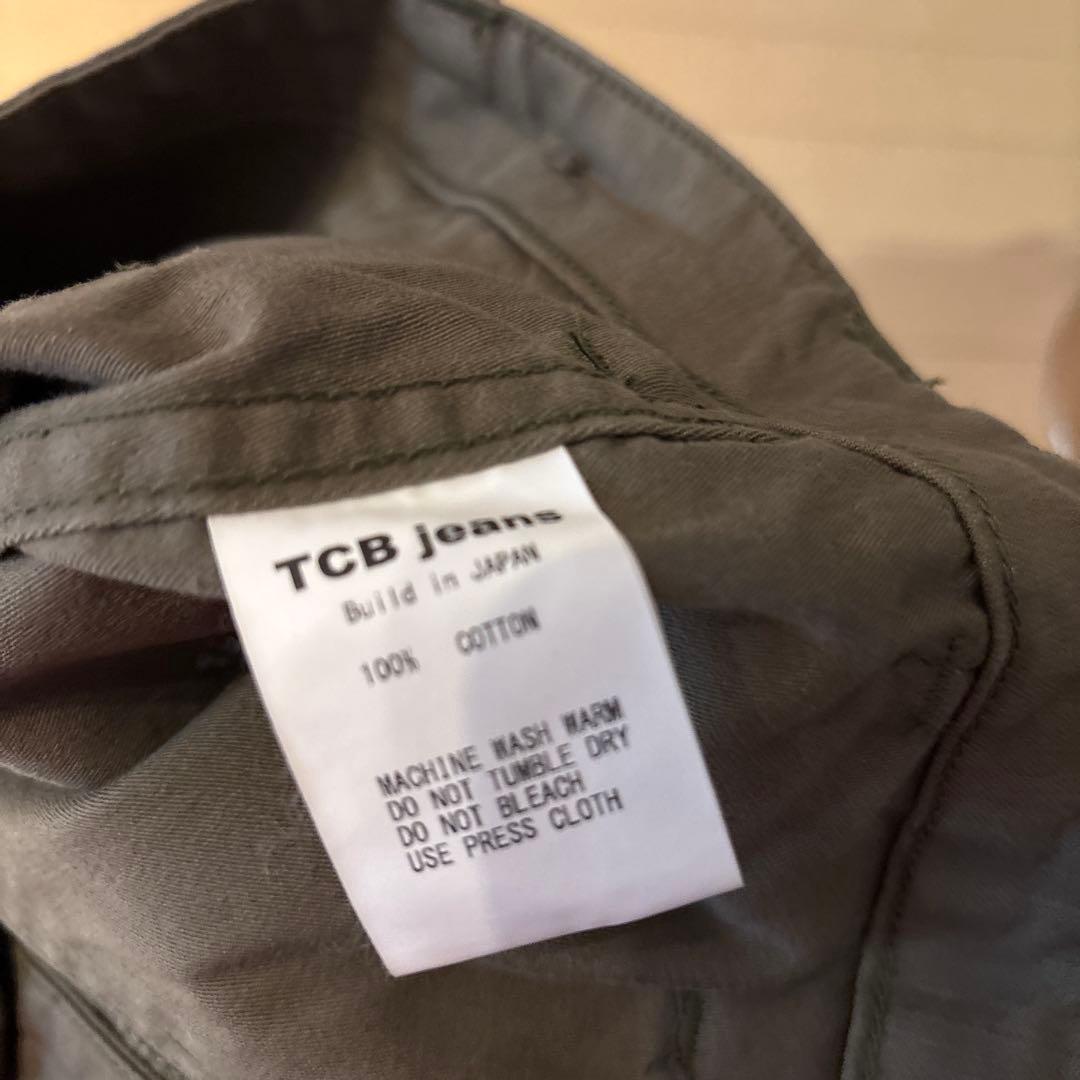 TCB jeans
Build in JAPAN
100% COTTON
MACHINE WASH WARM
DO NOT TUMBLE DRY
DO NOT BLEACH
USE PRESS CLOTH